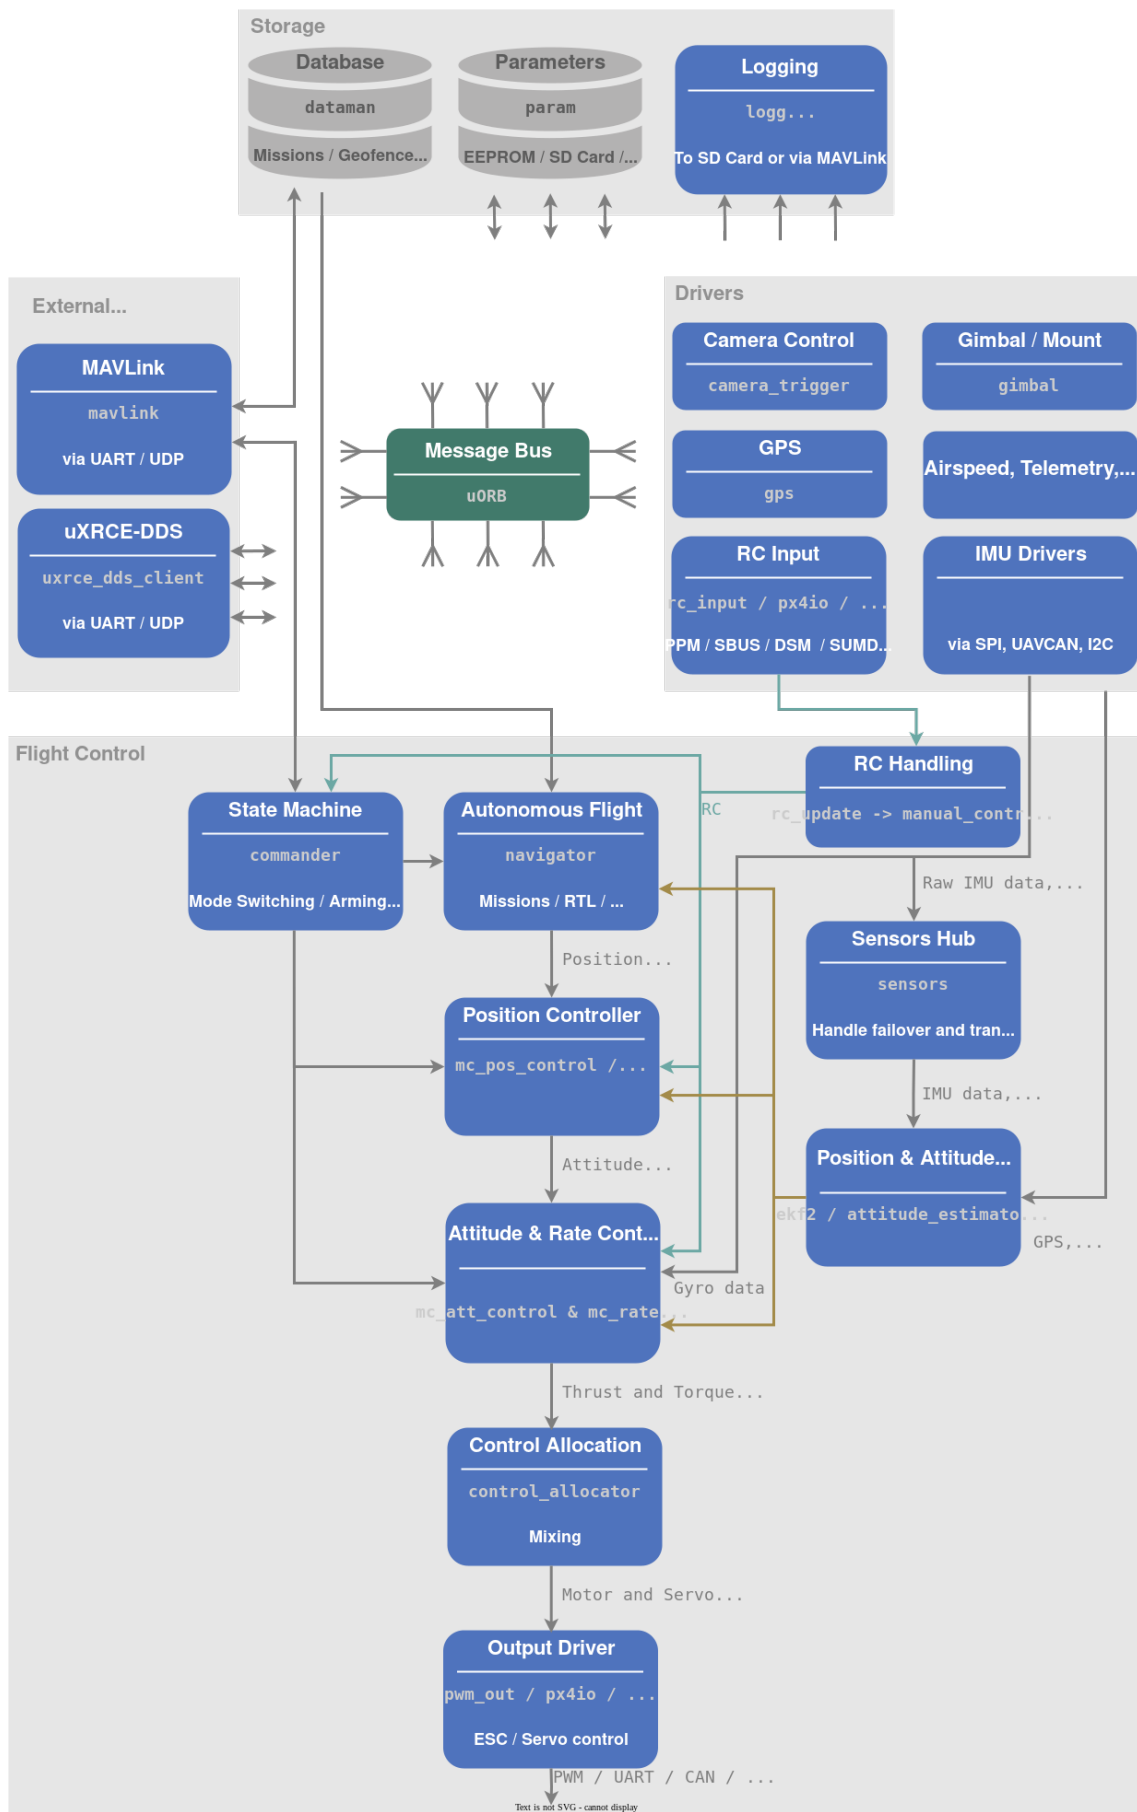 Storage
Database
dataman
Missions / Geofence...
Parameters
param
EEPROM / SD Card /...
Logging
logg...
To SD Card or via MAVLink
External...
MAVLink
mavlink
via UART / UDP
uXRCE-DDS
uxrce_dds_client
via UART / UDP
Message Bus
uORB
Drivers
Camera Control
camera_trigger
Gimbal / Mount
gimbal
GPS
gps
Airspeed, Telemetry,...
RC Input
rc_input / px4io / ...
PPM / SBUS / DSM / SUMD...
IMU Drivers
via SPI, UAVCAN, I2C
Flight Control
RC Handling
rc_update -> manual_contr...
RC
State Machine
commander
Mode Switching / Arming...
Autonomous Flight
navigator
Missions / RTL / ...
Raw IMU data,...
Sensors Hub
sensors
Handle failover and tran...
Position...
Position Controller
mc_pos_control /...
IMU data,...
Position & Attitude...
ekf2 / attitude_estimato...
GPS,...
Attitude...
Attitude & Rate Cont...
mc_att_control & mc_rate...
Gyro data
Thrust and Torque...
Control Allocation
control_allocator
Mixing
Motor and Servo...
Output Driver
pwm_out / px4io / ...
ESC / Servo control
PWM / UART / CAN / ...
Text is not SVG - cannot display